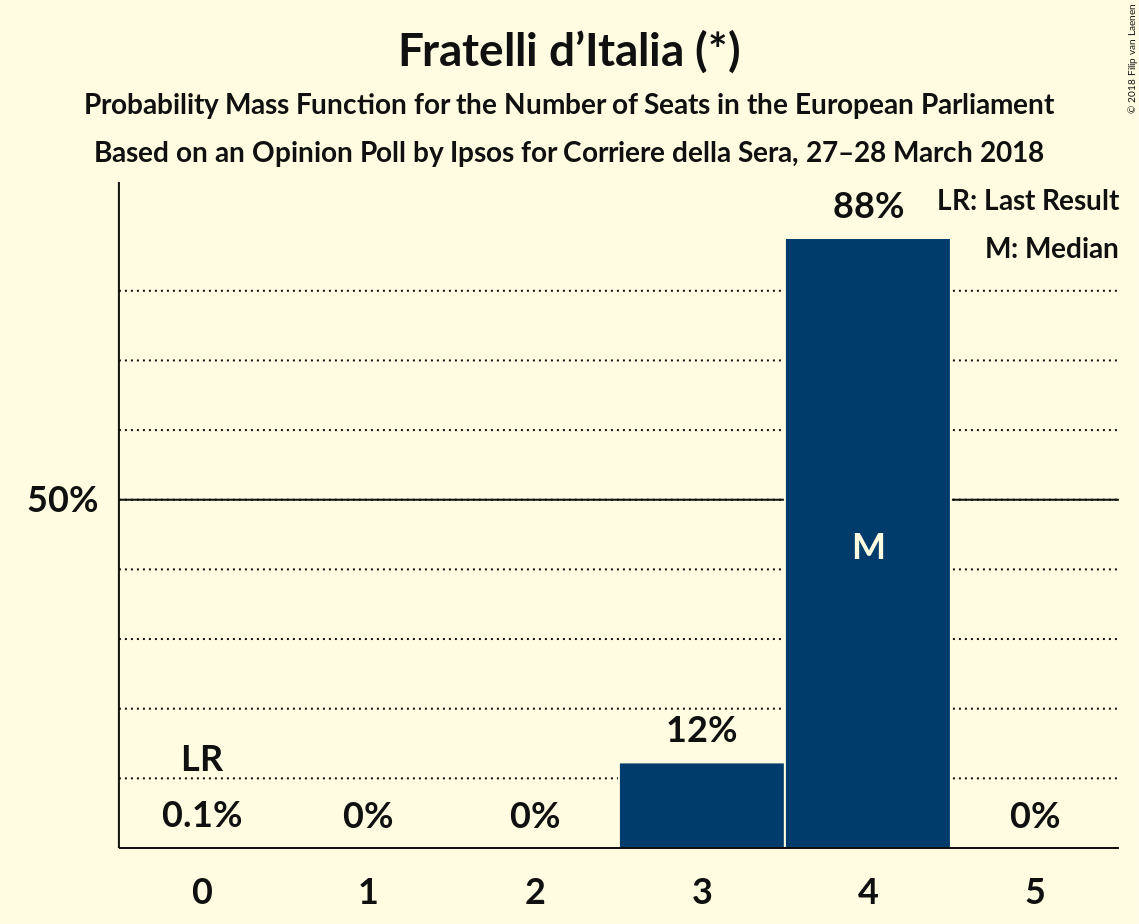 Fratelli d’Italia (*)
Probability Mass Function for the Number of Seats in the European Parliament
Based on an Opinion Poll by Ipsos for Corriere della Sera, 27–28 March 2018
© 2018 Filip van Laenen
LR: Last Result
M: Median
88%
50%
M
12%
LR
0.1%
0%
0%
0%
0
1
2
3
4
5